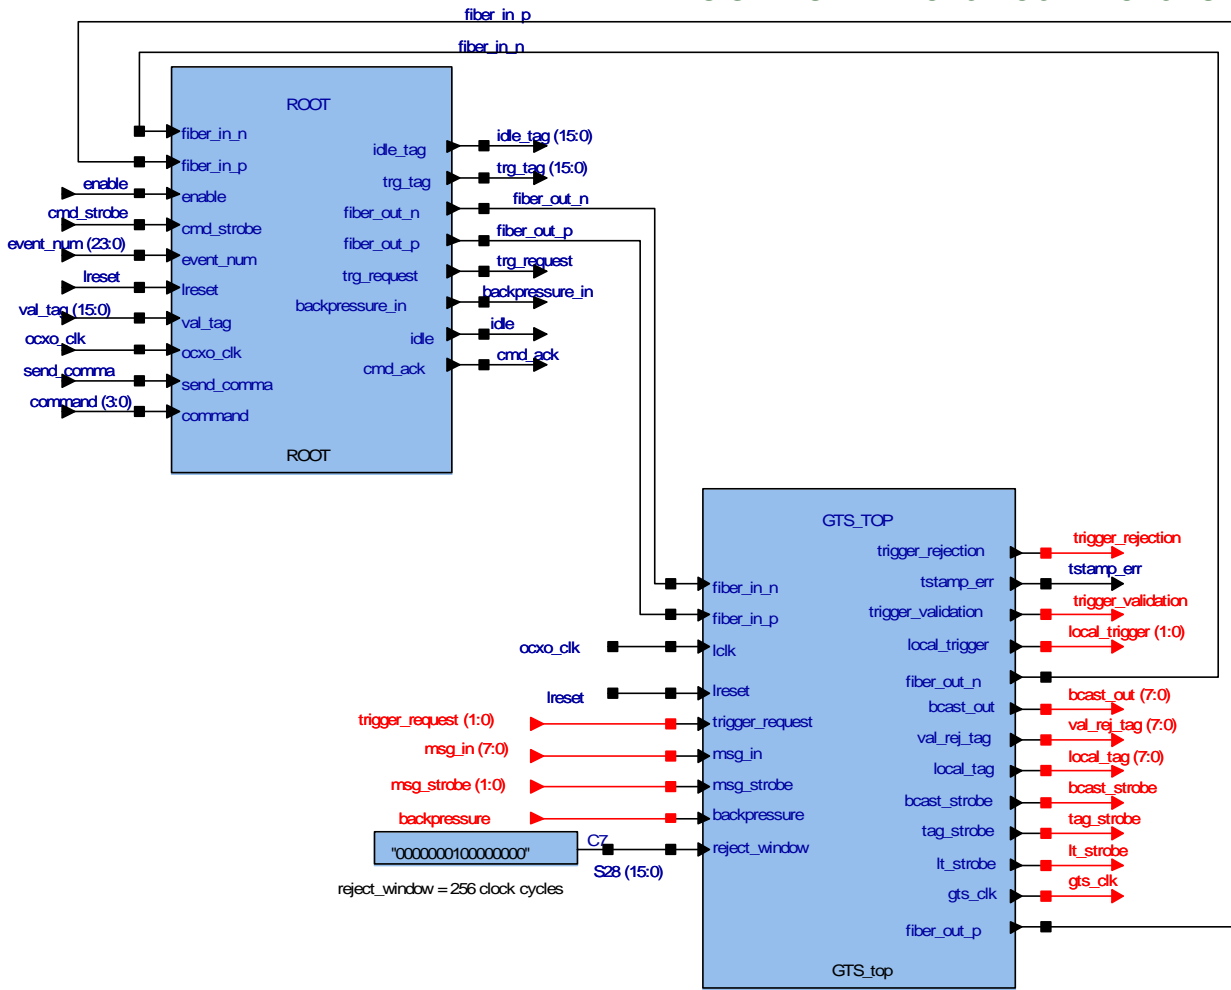 fiber_in_p
fiber_in_n
ROOT
fiber_in_n
fiber_in_p
enable
enable
cmd_strobe
cmd_strobe
event_num (23:0)
event_num
lreset
lreset
val_tag (15:0)
val_tag
ocxo_clk
ocxo_clk
send_comma
send_comma
command (3:0)
command
idle_tag
idle_tag (15:0)
trg_tag
trg_tag (15:0)
fiber_out_n
fiber_out_n
fiber_out_p
fiber_out_p
trg_request
trg_request
backpressure_in
backpressure_in
idle
idle
cmd_ack
cmd_ack
ROOT
GTS_TOP
fiber_in_n
fiber_in_p
ocxo_clk
lclk
lreset
lreset
trigger_request (1:0)
trigger_request
msg_in (7:0)
msg_in
msg_strobe (1:0)
msg_strobe
backpressure
backpressure
"0000000100000000"
C7
S28 (15:0)
reject_window
reject_window = 256 clock cycles
trigger_rejection
trigger_rejection
tstamp_err
tstamp_err
trigger_validation
trigger_validation
local_trigger
local_trigger (1:0)
fiber_out_n
bcast_out
bcast_out (7:0)
val_rej_tag
val_rej_tag (7:0)
local_tag
local_tag (7:0)
bcast_strobe
bcast_strobe
tag_strobe
tag_strobe
lt_strobe
lt_strobe
gts_clk
gts_clk
fiber_out_p
GTS_top